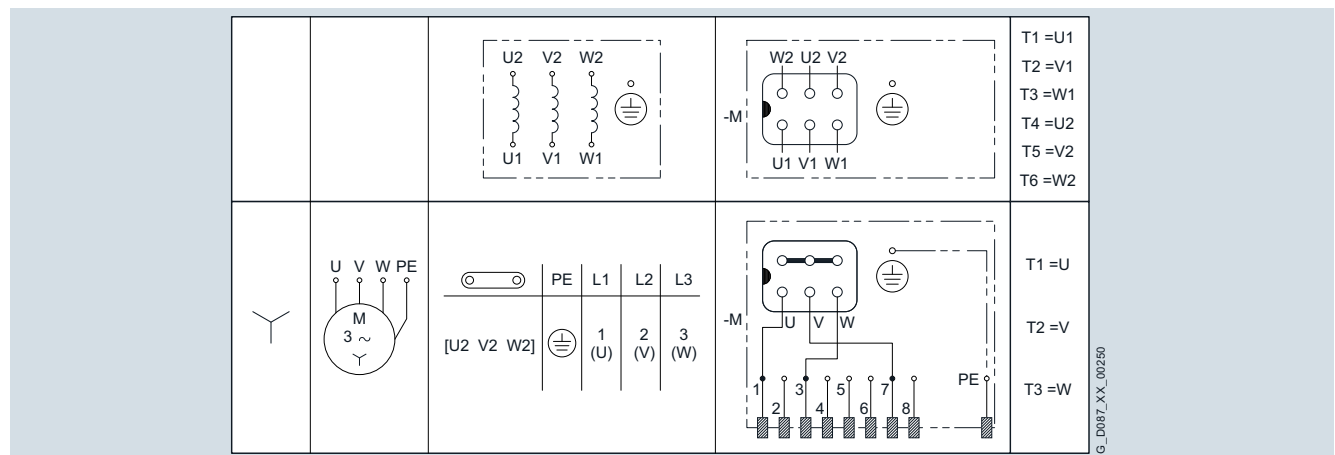 U2 V2 W2
U1 V1 W1
W2 U2 V2
-M
U1 V1 W1
T1 =U1
T2 =V1
T3 =W1
T4 =U2
T5 =V2
T6 =W2
U V W PE
M
3 ~
PE L1 L2 L3
[U2 V2 W2] 1 2 3
(U) (V) (W)
-M
U V W
1 3 5 7 PE
2 4 6 8
T1 =U
T2 =V
T3 =W
G_D087_XX_00250